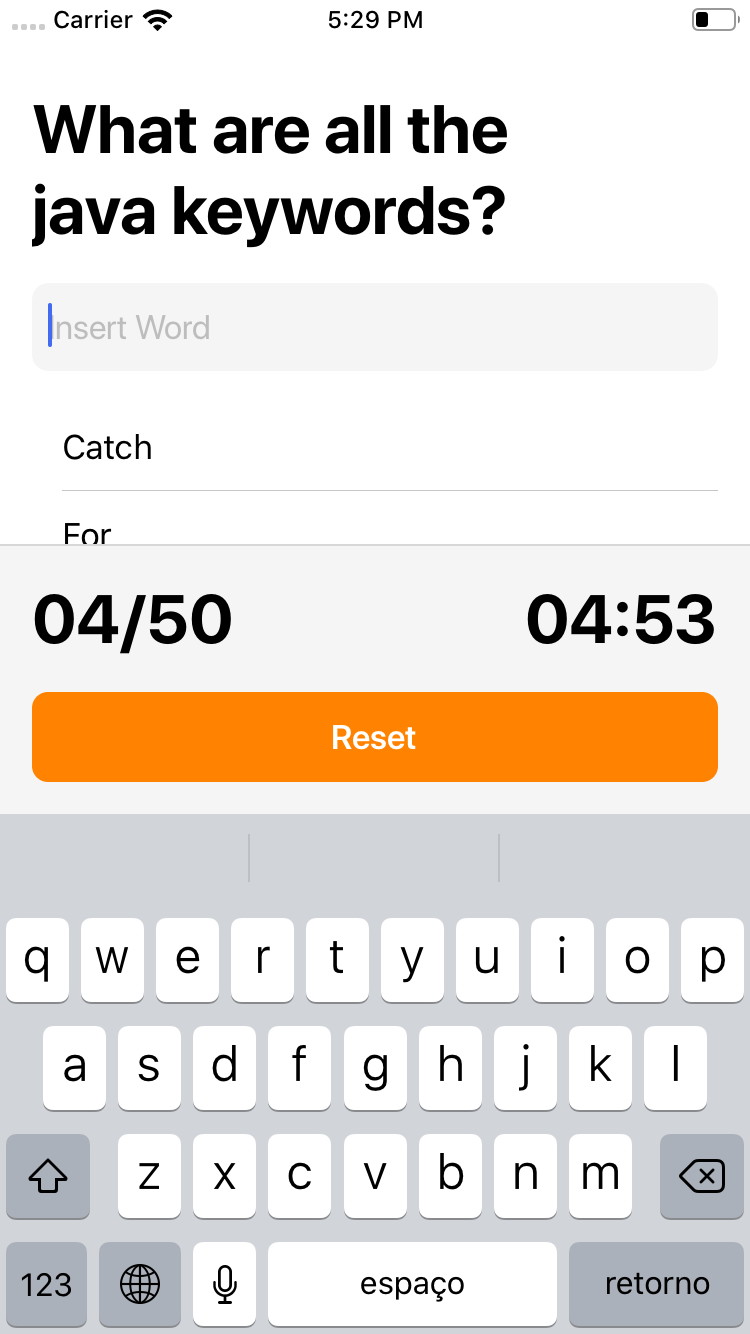 Carrier 5:29 PM
What are all the
java keywords?
Insert Word
Catch
For
04/50 04:53
Reset
q w e r t y u i o p
a s d f g h j k l
z x c v b n m
123 espaço retorno